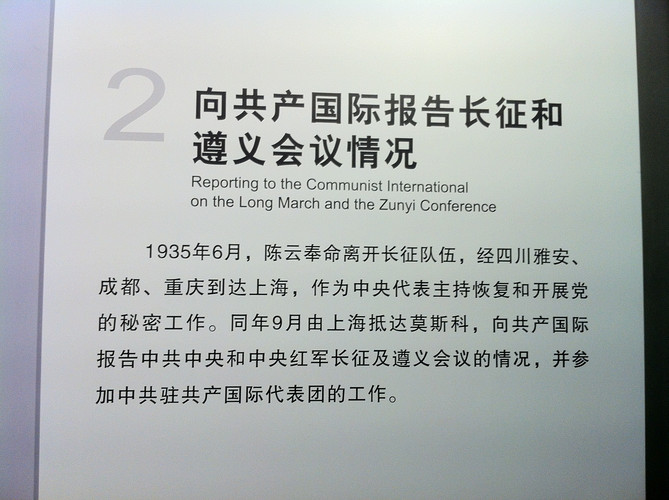 2
向共产国际报告长征和
遵义会议情况
Reporting to the Communist International
on the Long March and the Zunyi Conference
1935年6月，陈云奉命离开长征队伍，经四川雅安、
成都、重庆到达上海，作为中央代表主持恢复和开展党
的秘密工作。同年9月由上海抵达莫斯科，向共产国际
报告中共中央和中央红军长征及遵义会议的情况，并参
加中共驻共产国际代表团的工作。